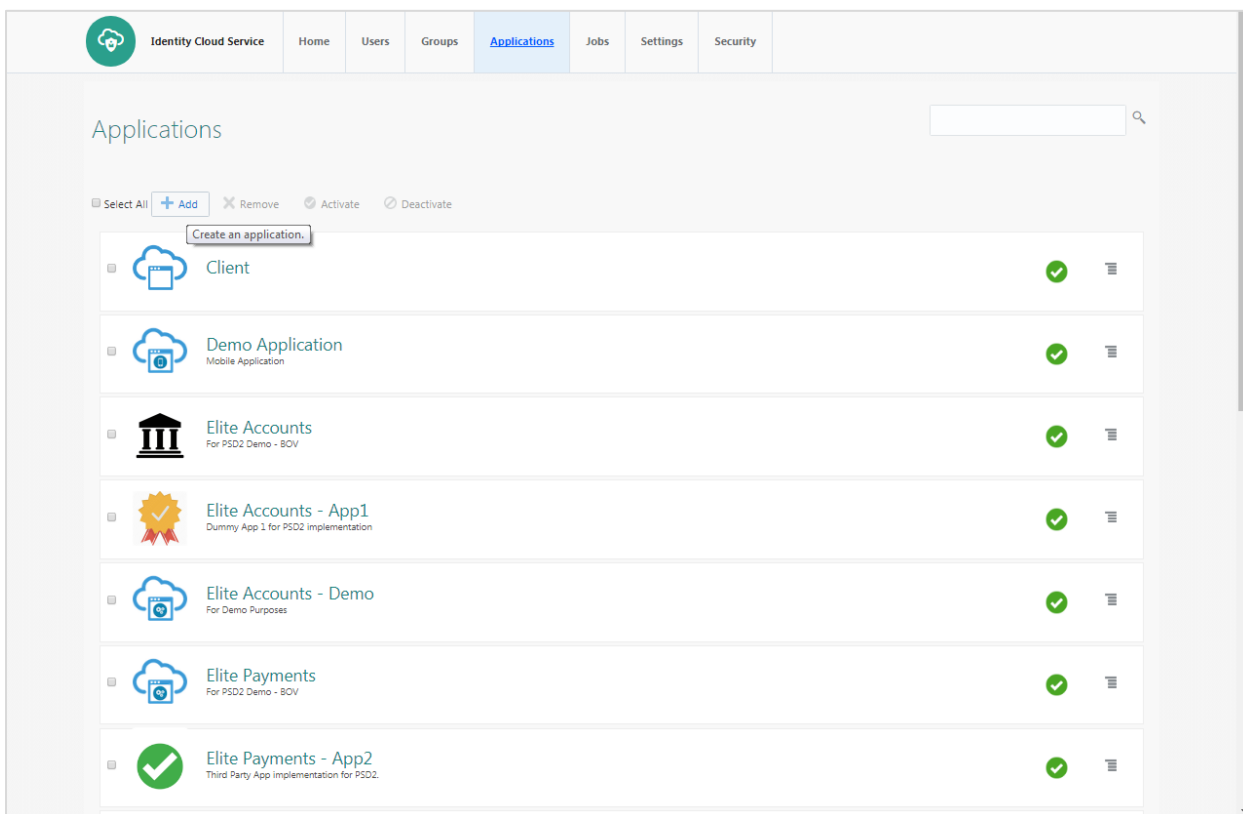 Identity Cloud Service Home Users Groups Applications Jobs Settings Security
Applications
Select All Add Remove Activate Deactivate
Create an application.
Client
Demo Application
Mobile Application
Elite Accounts
For PSD2 Demo - BOV
Elite Accounts - App1
Dummy App 1 for PSD2 implementation
Elite Accounts - Demo
For Demo Purposes
Elite Payments
For PSD2 Demo - BOV
Elite Payments - App2
Third Party App implementation for PSD2.